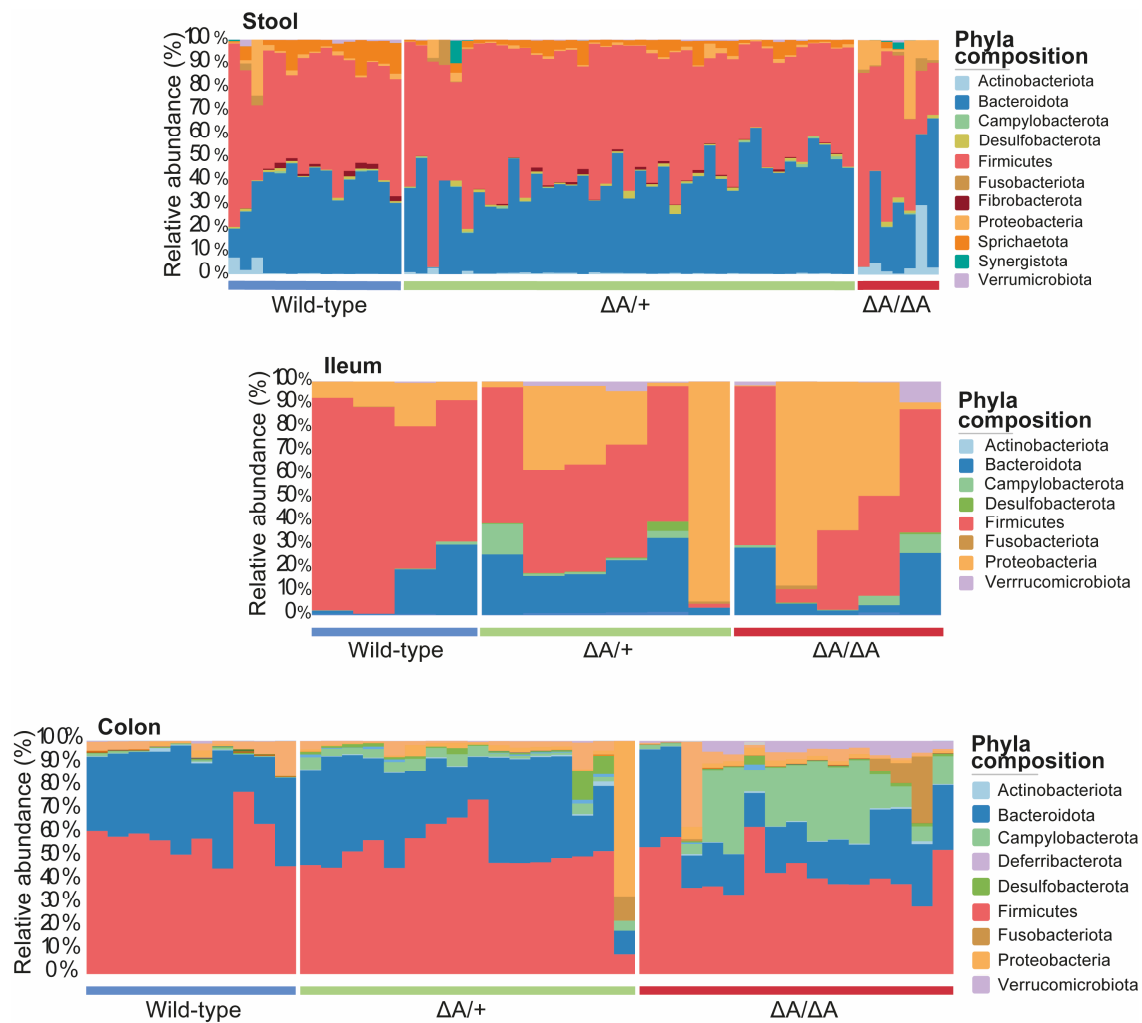 Stool
Relative abundance (%)
100 %
90 %
80 %
70 %
60 %
50 %
40 %
30 %
20 %
10 %
0 %
Wild-type
ΔA/+
ΔA/ΔA
Phyla
composition
Actinobacteriota
Bacteroidota
Campylobacterota
Desulfobacterota
Firmicutes
Fusobacteriota
Fibrobacterota
Proteobacteria
Sprichaetota
Synergistota
Verrumicrobiota
Ileum
Relative abundance (%)
100%
90%
80%
70%
60%
50%
40%
30%
20%
10%
0%
Wild-type
ΔA/+
ΔA/ΔA
Phyla
composition
Actinobacteriota
Bacteroidota
Campylobacterota
Desulfobacterota
Firmicutes
Fusobacteriota
Proteobacteria
Verrrucomicrobiota
Colon
Relative abundance (%)
100%
90%
80%
70%
60%
50%
40%
30%
20%
10%
0%
Wild-type
ΔA/+
ΔA/ΔA
Phyla
composition
Actinobacteriota
Bacteroidota
Campylobacterota
Deferribacterota
Desulfobacterota
Firmicutes
Fusobacteriota
Proteobacteria
Verrucomicrobiota